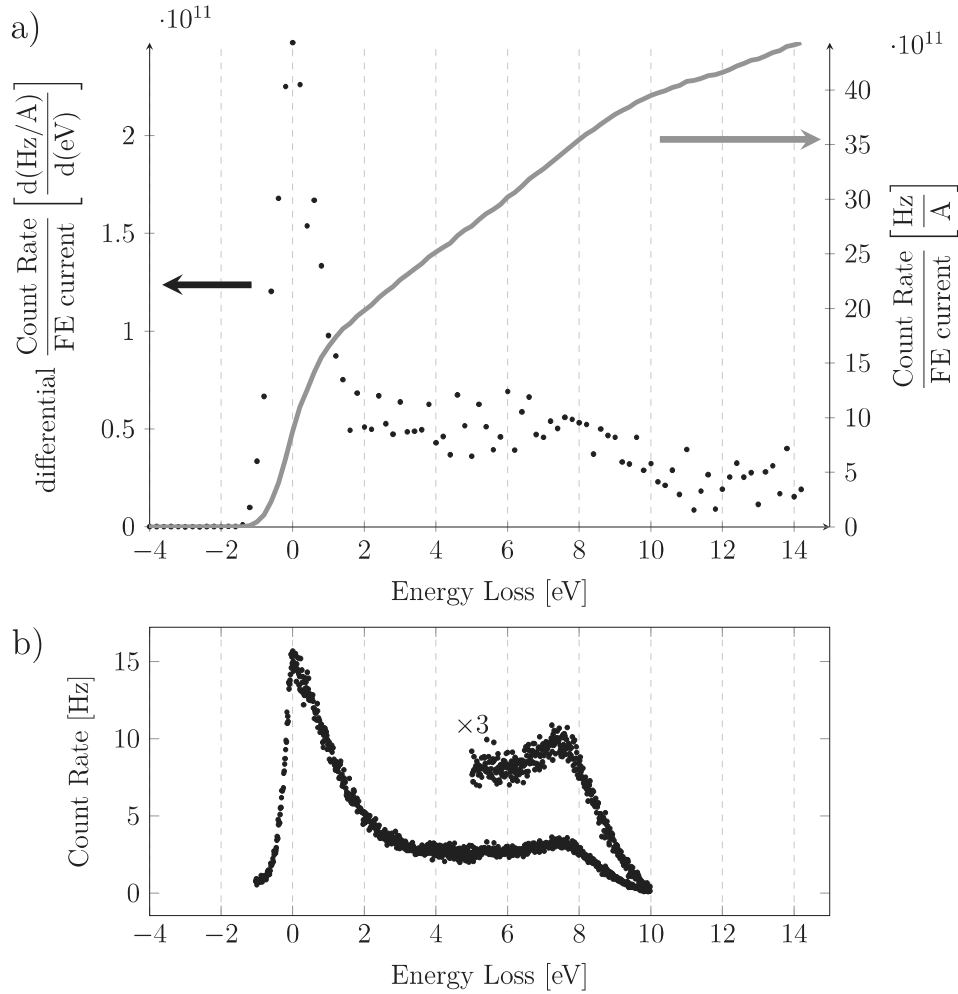 a)
·10^11
·10^11
differential Count Rate / FE current [d(Hz/A) / d(eV)]
2
1.5
1
0.5
0
40
35
30
25
20
15
10
5
0
Count Rate / FE current [Hz / A]
−4 −2 0 2 4 6 8 10 12 14
Energy Loss [eV]
b)
Count Rate [Hz]
15
10
5
0
×3
−4 −2 0 2 4 6 8 10 12 14
Energy Loss [eV]